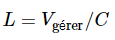 L = V_gérer / C